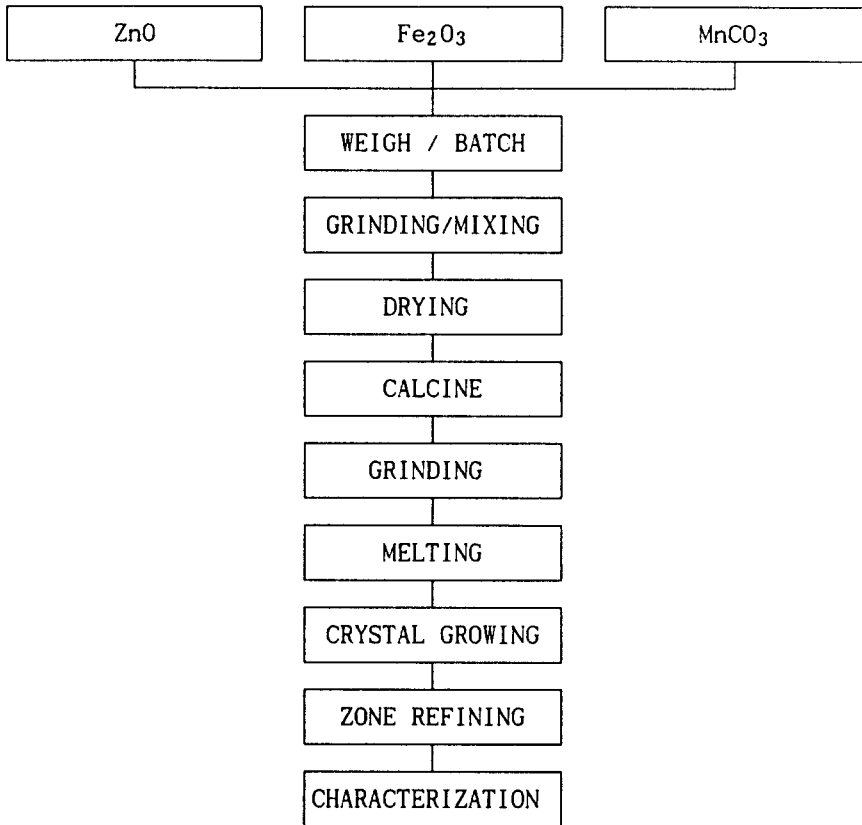 ZnO Fe₂O₃ MnCO₃
WEIGH / BATCH
GRINDING/MIXING
DRYING
CALCINE
GRINDING
MELTING
CRYSTAL GROWING
ZONE REFINING
CHARACTERIZATION